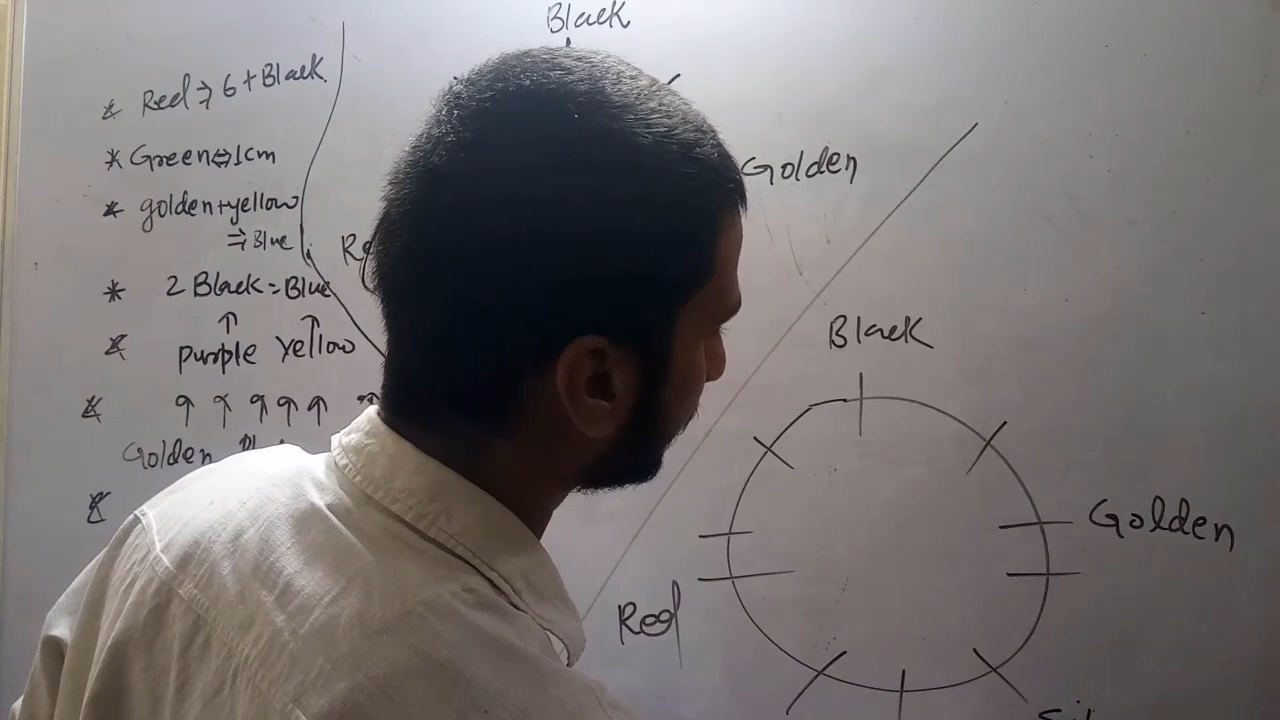 Black
* Red ⇒ 6 + Black
* Green ⇔ 1cm
* golden + yellow
⇒ Blue
Golden
* 2 Black = Blue
* ↑ ↑
purple Yellow
* ↑ ↑ ↑ ↑ ↑ ↑
Golden
*
Black
Golden
Red